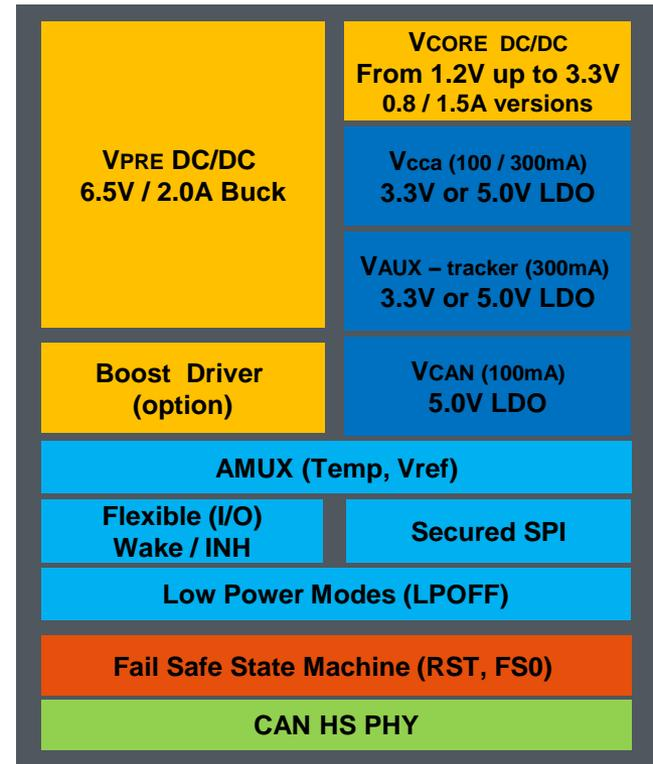 VPRE DC/DC
6.5V / 2.0A Buck
VCORE DC/DC
From 1.2V up to 3.3V
0.8 / 1.5A versions
Vcca (100 / 300mA)
3.3V or 5.0V LDO
VAUX – tracker (300mA)
3.3V or 5.0V LDO
Boost Driver
(option)
VCAN (100mA)
5.0V LDO
AMUX (Temp, Vref)
Flexible (I/O)
Wake / INH
Secured SPI
Low Power Modes (LPOFF)
Fail Safe State Machine (RST, FS0)
CAN HS PHY